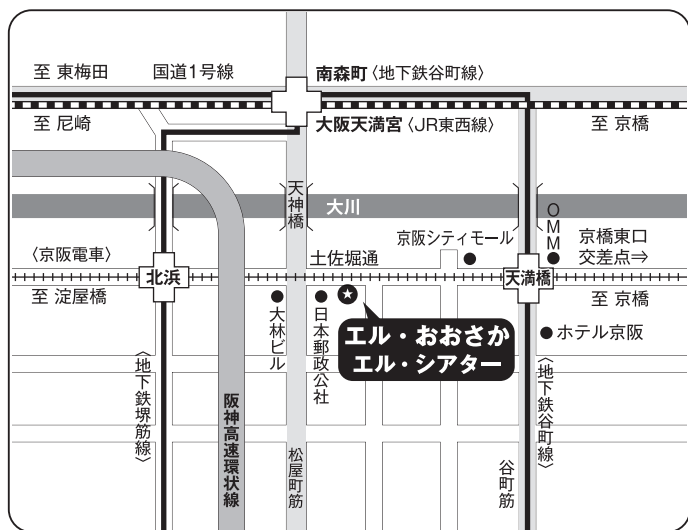 至 東梅田
国道1号線
南森町〈地下鉄谷町線〉
至 尼崎
大阪天満宮〈JR東西線〉
至 京橋
天神橋
大川
OMM
京阪シティモール
京橋東口
交差点⇒
〈京阪電車〉
土佐堀通
北浜
天満橋
至 淀屋橋
至 京橋
大林ビル
日本郵政公社
エル・おおさか
エル・シアター
ホテル京阪
〈地下鉄堺筋線〉
阪神高速環状線
松屋町筋
谷町筋
〈地下鉄谷町線〉